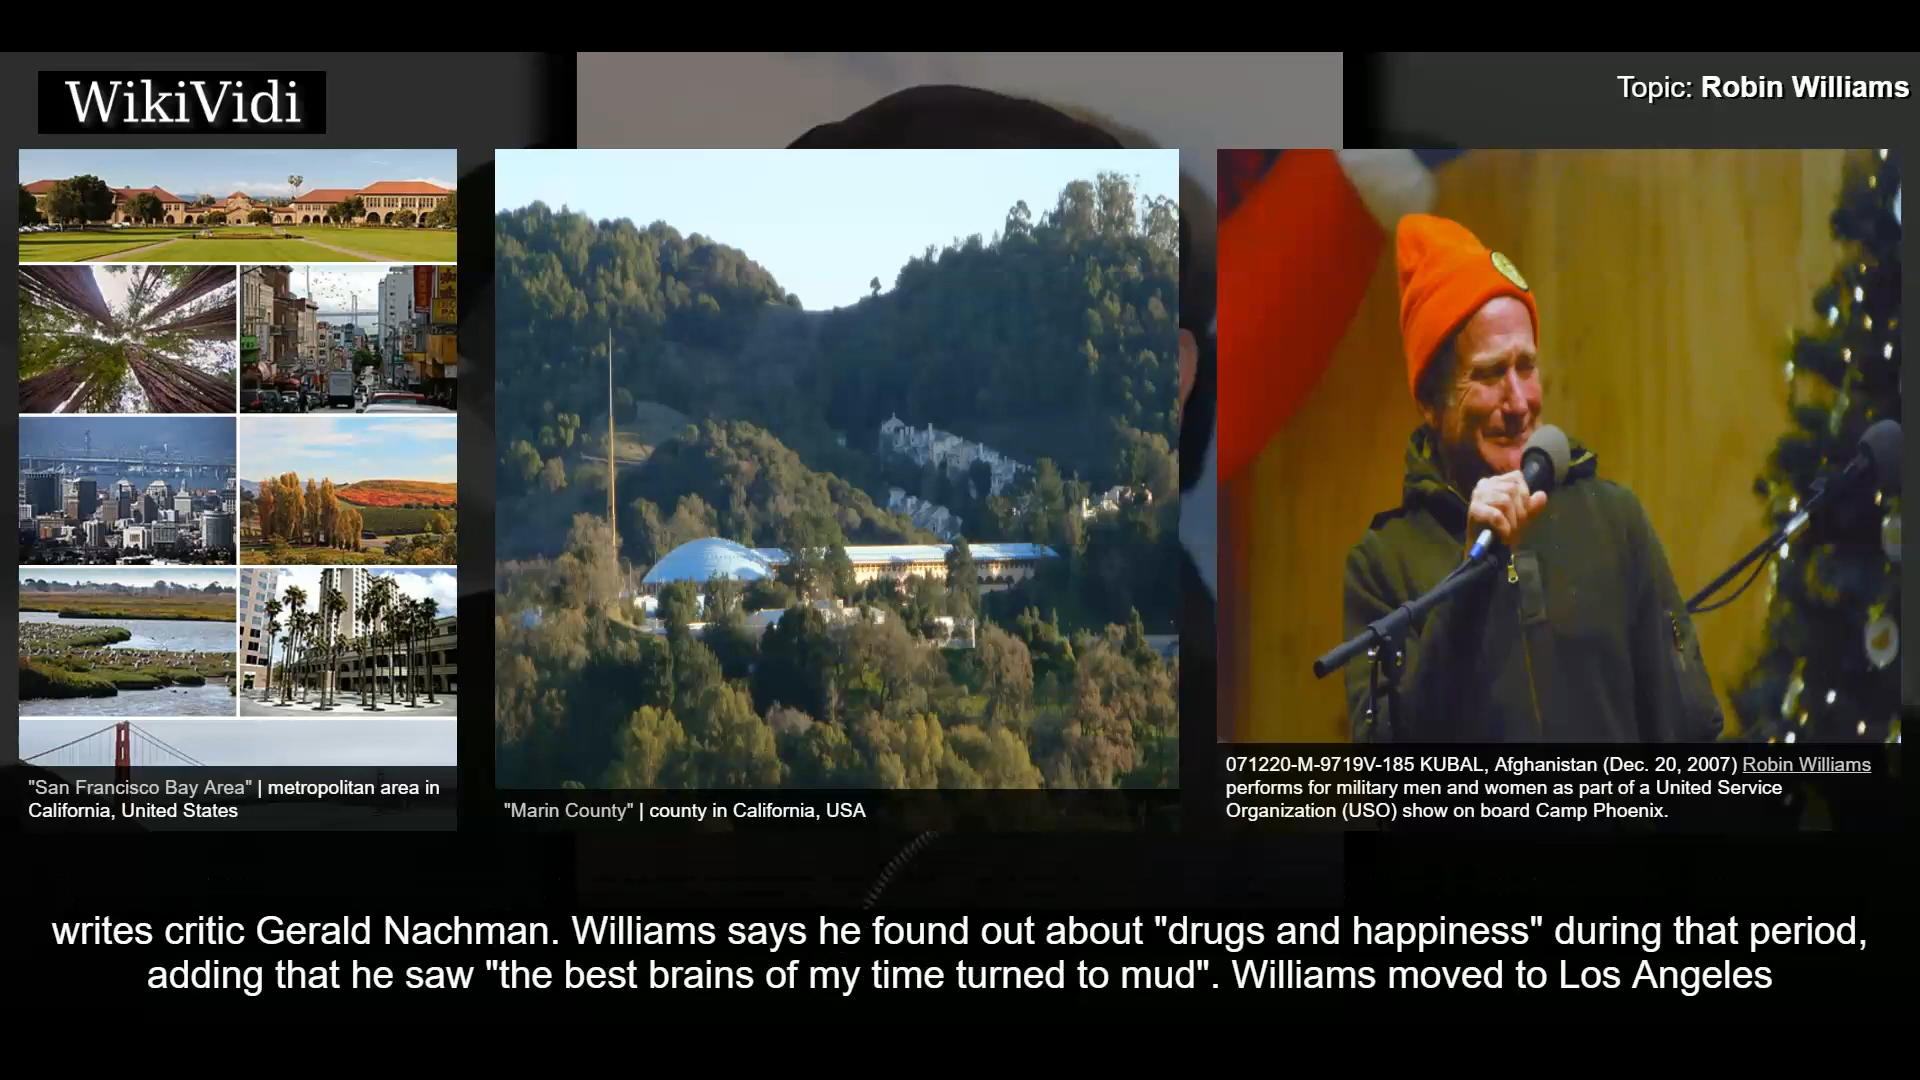 WikiVidi
Topic: Robin Williams
"San Francisco Bay Area" | metropolitan area in
California, United States
"Marin County" | county in California, USA
071220-M-9719V-185 KUBAL, Afghanistan (Dec. 20, 2007) Robin Williams
performs for military men and women as part of a United Service
Organization (USO) show on board Camp Phoenix.
writes critic Gerald Nachman. Williams says he found out about "drugs and happiness" during that period,
adding that he saw "the best brains of my time turned to mud". Williams moved to Los Angeles